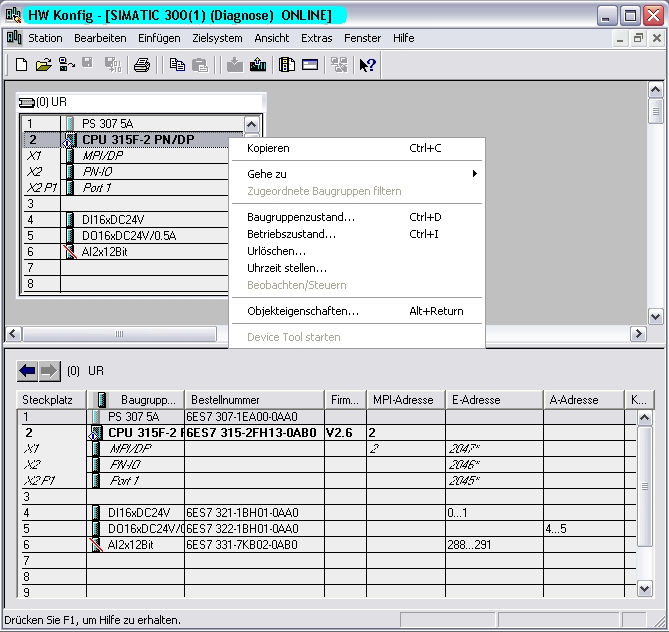 HW Konfig - [SIMATIC 300(1) (Diagnose) ONLINE]
Station Bearbeiten Einfügen Zielsystem Ansicht Extras Fenster Hilfe
(0) UR
1 PS 307 5A
2 CPU 315F-2 PN/DP
X1 MPI/DP
X2 PN-IO
X2 P1 Port 1
3
4 DI16xDC24V
5 DO16xDC24V/0.5A
6 AI2x12Bit
7
8
Kopieren Ctrl+C
Gehe zu
Zugeordnete Baugruppen filtern
Baugruppenzustand... Ctrl+D
Betriebszustand... Ctrl+I
Urlöschen...
Uhrzeit stellen...
Beobachten/Steuern
Objekteigenschaften... Alt+Return
Device Tool starten
(0) UR
Steckplatz Baugrupp... Bestellnummer Firm... MPI-Adresse E-Adresse A-Adresse K...
1 PS 307 5A 6ES7 307-1EA00-0AA0
2 CPU 315F-2 6ES7 315-2FH13-0AB0 V2.6 2
X1 MPI/DP 2 2047*
X2 PN-IO 2046*
X2 P1 Port 1 2045*
3
4 DI16xDC24V 6ES7 321-1BH01-0AA0 0...1
5 DO16xDC24V/ 6ES7 322-1BH01-0AA0 4...5
6 AI2x12Bit 6ES7 331-7KB02-0AB0 288...291
7
8
9
Drücken Sie F1, um Hilfe zu erhalten.